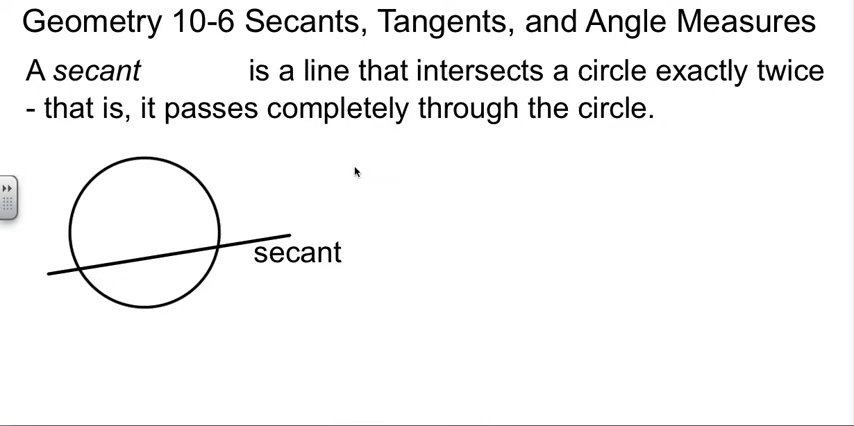 Geometry 10-6 Secants, Tangents, and Angle Measures
A secant is a line that intersects a circle exactly twice
- that is, it passes completely through the circle.
secant